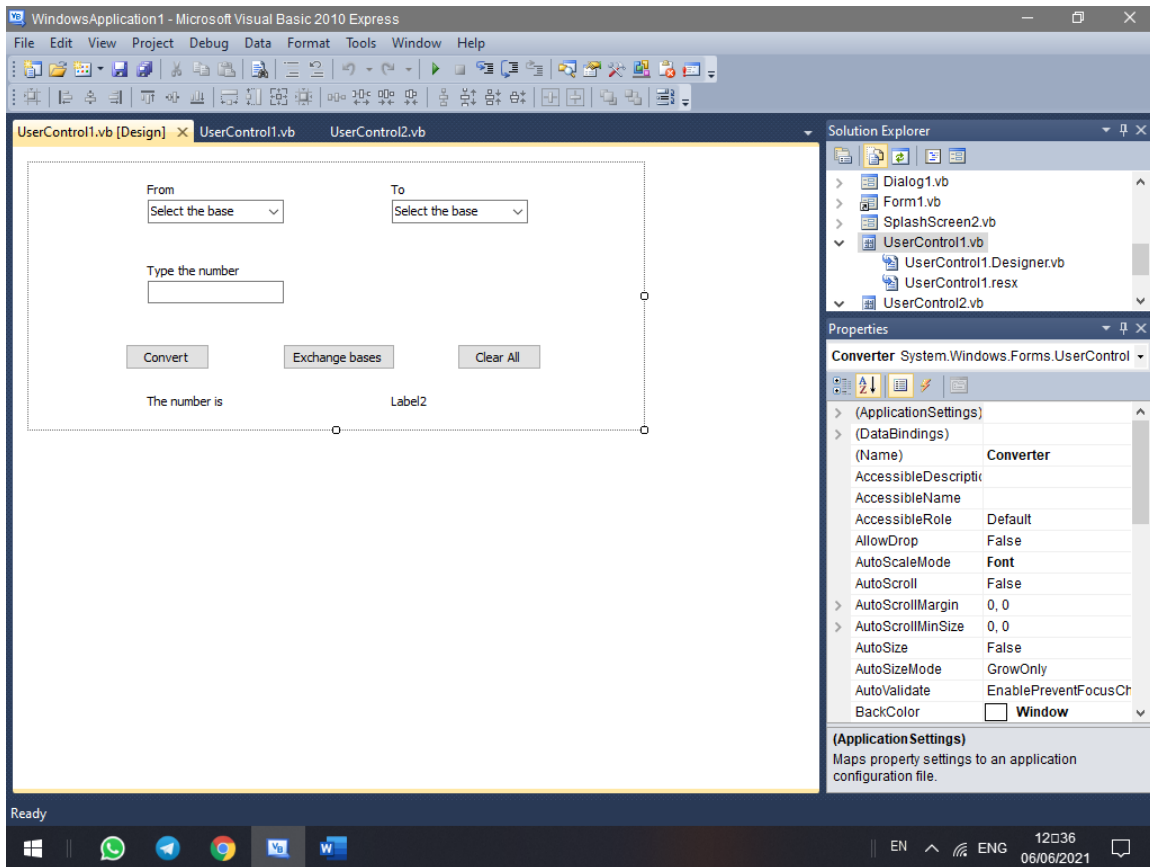 WindowsApplication1 - Microsoft Visual Basic 2010 Express
File Edit View Project Debug Data Format Tools Window Help
UserControl1.vb [Design] UserControl1.vb UserControl2.vb
From To
Select the base Select the base
Type the number
Convert Exchange bases Clear All
The number is Label2
Solution Explorer
Dialog1.vb
Form1.vb
SplashScreen2.vb
UserControl1.vb
UserControl1.Designer.vb
UserControl1.resx
UserControl2.vb
Properties
Converter System.Windows.Forms.UserControl
(ApplicationSettings)
(DataBindings)
(Name) Converter
AccessibleDescriptic
AccessibleName
AccessibleRole Default
AllowDrop False
AutoScaleMode Font
AutoScroll False
AutoScrollMargin 0, 0
AutoScrollMinSize 0, 0
AutoSize False
AutoSizeMode GrowOnly
AutoValidate EnablePreventFocusCh
BackColor Window
(ApplicationSettings)
Maps property settings to an application
configuration file.
Ready
EN ENG 12□36
06/06/2021